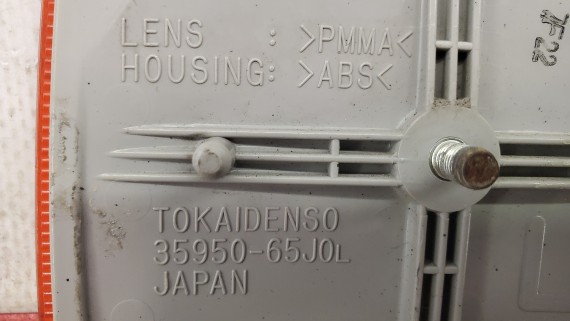 LENS : >PMMA<
HOUSING: >ABS<
TOKAIDENSO
35950-65J0L
JAPAN